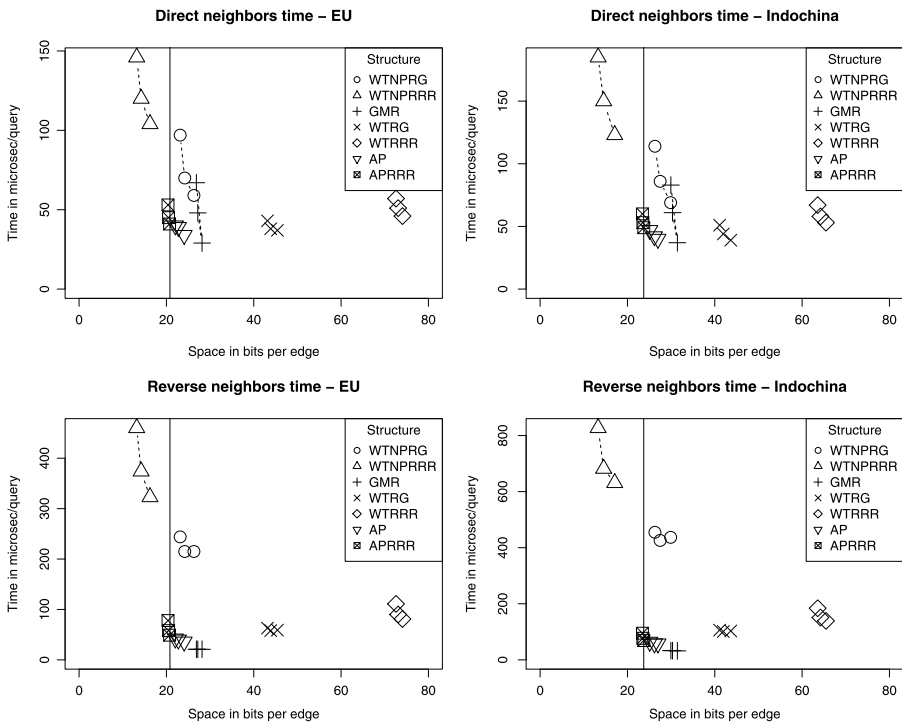 Direct neighbors time – EU
Time in microsec/query
0
50
100
150
Structure
WTNPRG
WTNPRRR
GMR
WTRG
WTRRR
AP
APRRR
0
20
40
60
80
Space in bits per edge
Direct neighbors time – Indochina
Time in microsec/query
0
50
100
150
Structure
WTNPRG
WTNPRRR
GMR
WTRG
WTRRR
AP
APRRR
0
20
40
60
80
Space in bits per edge
Reverse neighbors time – EU
Time in microsec/query
0
100
200
300
400
Structure
WTNPRG
WTNPRRR
GMR
WTRG
WTRRR
AP
APRRR
0
20
40
60
80
Space in bits per edge
Reverse neighbors time – Indochina
Time in microsec/query
0
200
400
600
800
Structure
WTNPRG
WTNPRRR
GMR
WTRG
WTRRR
AP
APRRR
0
20
40
60
80
Space in bits per edge